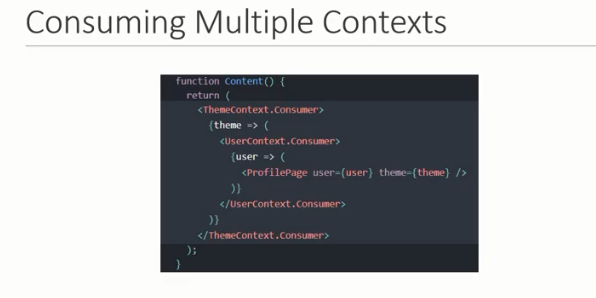 Consuming Multiple Contexts
function Content() {
  return (
    <ThemeContext.Consumer>
      {theme => (
        <UserContext.Consumer>
          {user => (
            <ProfilePage user={user} theme={theme} />
          )}
        </UserContext.Consumer>
      )}
    </ThemeContext.Consumer>
  );
}